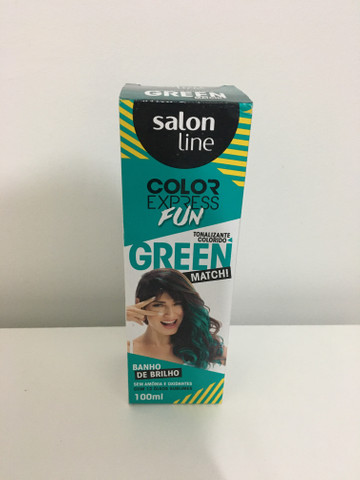 GREEN
salon
line
COLOR
EXPRESS
FUN
TONALIZANTE
COLORIDO
GREEN
MATCH!
BANHO
DE BRILHO
SEM AMÔNIA E OXIDANTES
100ml